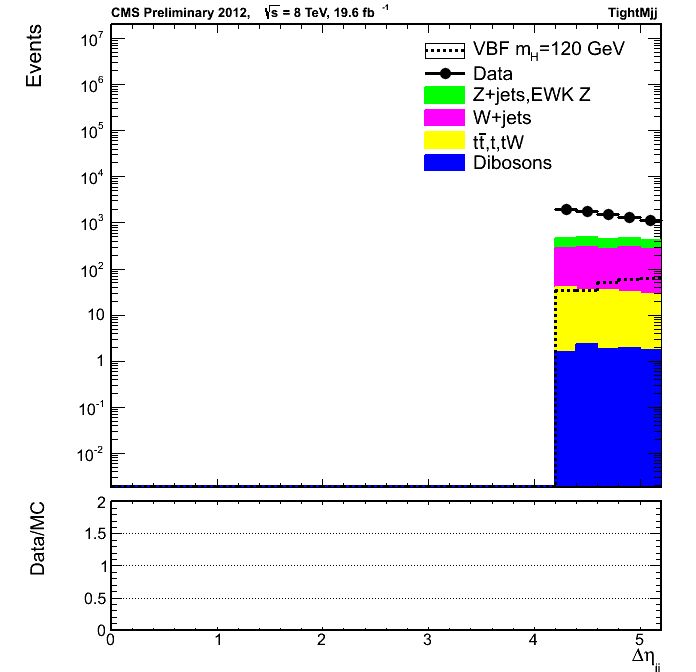 CMS Preliminary 2012, √s = 8 TeV, 19.6 fb⁻¹ TightMjj
Events
10⁷
10⁶
10⁵
10⁴
10³
10²
10
1
10⁻¹
10⁻²
VBF m_H=120 GeV
Data
Z+jets,EWK Z
W+jets
tt̄,t,tW
Dibosons
Data/MC
2
1.5
1
0.5
0
0 1 2 3 4 5
Δη_jj